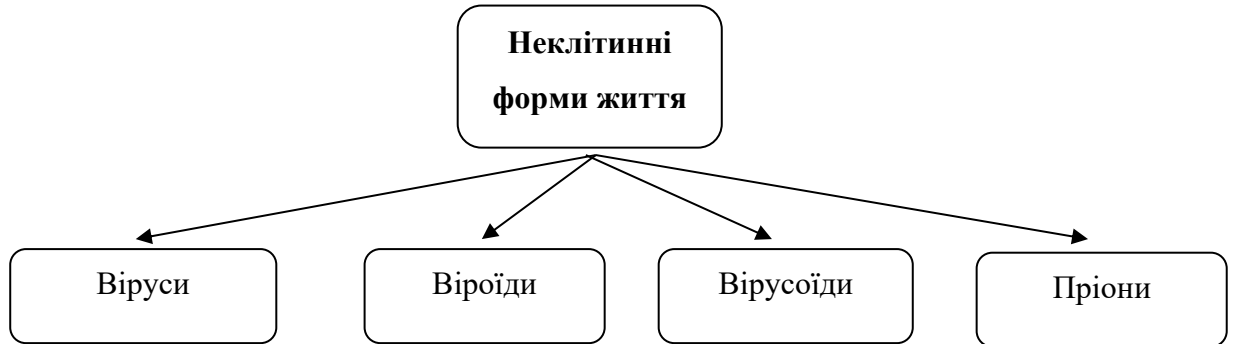 Неклітинні
форми життя
Віруси
Віроїди
Вірусоїди
Пріони